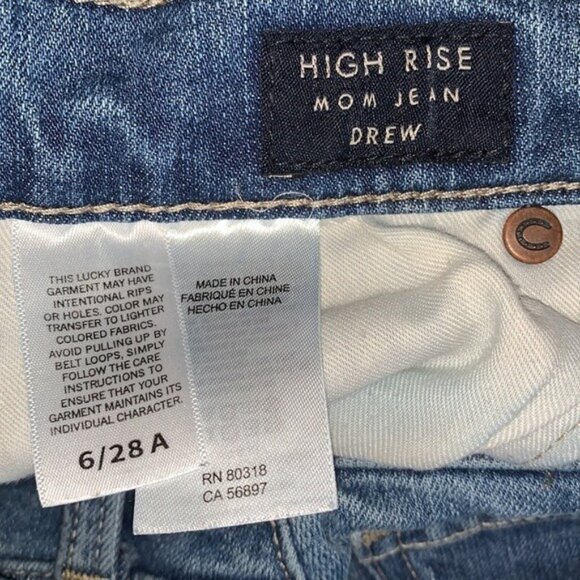 HIGH RISE
MOM JEAN
DREW
THIS LUCKY BRAND
GARMENT MAY HAVE
INTENTIONAL RIPS
OR HOLES. COLOR MAY
TRANSFER TO LIGHTER
COLORED FABRICS.
AVOID PULLING UP BY
BELT LOOPS, SIMPLY
FOLLOW THE CARE
INSTRUCTIONS TO
ENSURE THAT YOUR
GARMENT MAINTAINS ITS
INDIVIDUAL CHARACTER.
6/28 A
MADE IN CHINA
FABRIQUÉ EN CHINE
HECHO EN CHINA
RN 80318
CA 56897